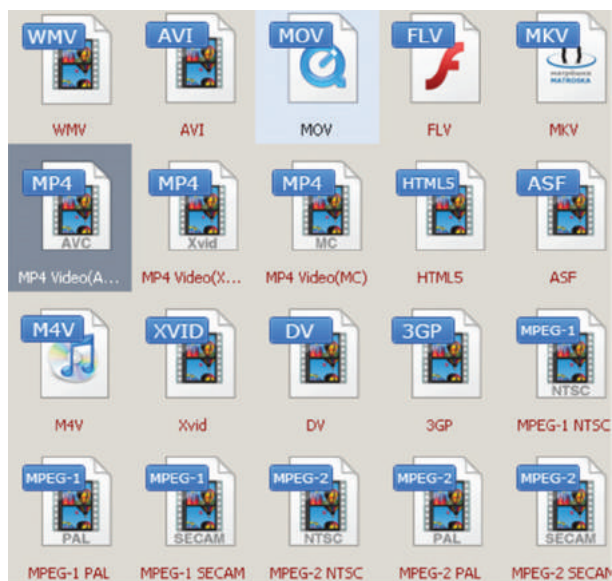 WMV AVI MOV FLV MKV
матрёшка
MATROSKA
WMV AVI MOV FLV MKV
MP4 MP4 MP4 HTML5 ASF
AVC Xvid MC
MP4 Video(A... MP4 Video(X... MP4 Video(MC) HTML5 ASF
M4V XVID DV 3GP MPEG-1
NTSC
M4V Xvid DV 3GP MPEG-1 NTSC
MPEG-1 MPEG-1 MPEG-2 MPEG-2 MPEG-2
PAL SECAM NTSC PAL SECAM
MPEG-1 PAL MPEG-1 SECAM MPEG-2 NTSC MPEG-2 PAL MPEG-2 SECAM